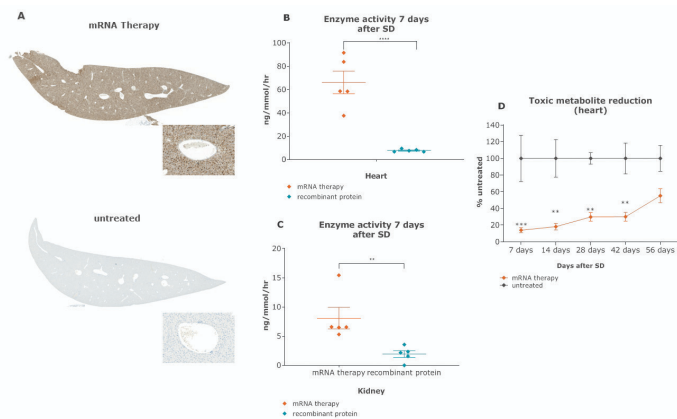 A
mRNA Therapy
untreated
B
Enzyme activity 7 days
after SD
****
ng/mmol/hr
100
80
60
40
20
0
Heart
mRNA therapy
recombinant protein
C
Enzyme activity 7 days
after SD
**
ng/mmol/hr
20
15
10
5
0
mRNA therapy recombinant protein
Kidney
mRNA therapy
recombinant protein
D
Toxic metabolite reduction
(heart)
% untreated
140
120
100
80
60
40
20
0
*** ** ** **
7 days 14 days 28 days 42 days 56 days
Days after SD
mRNA therapy
untreated